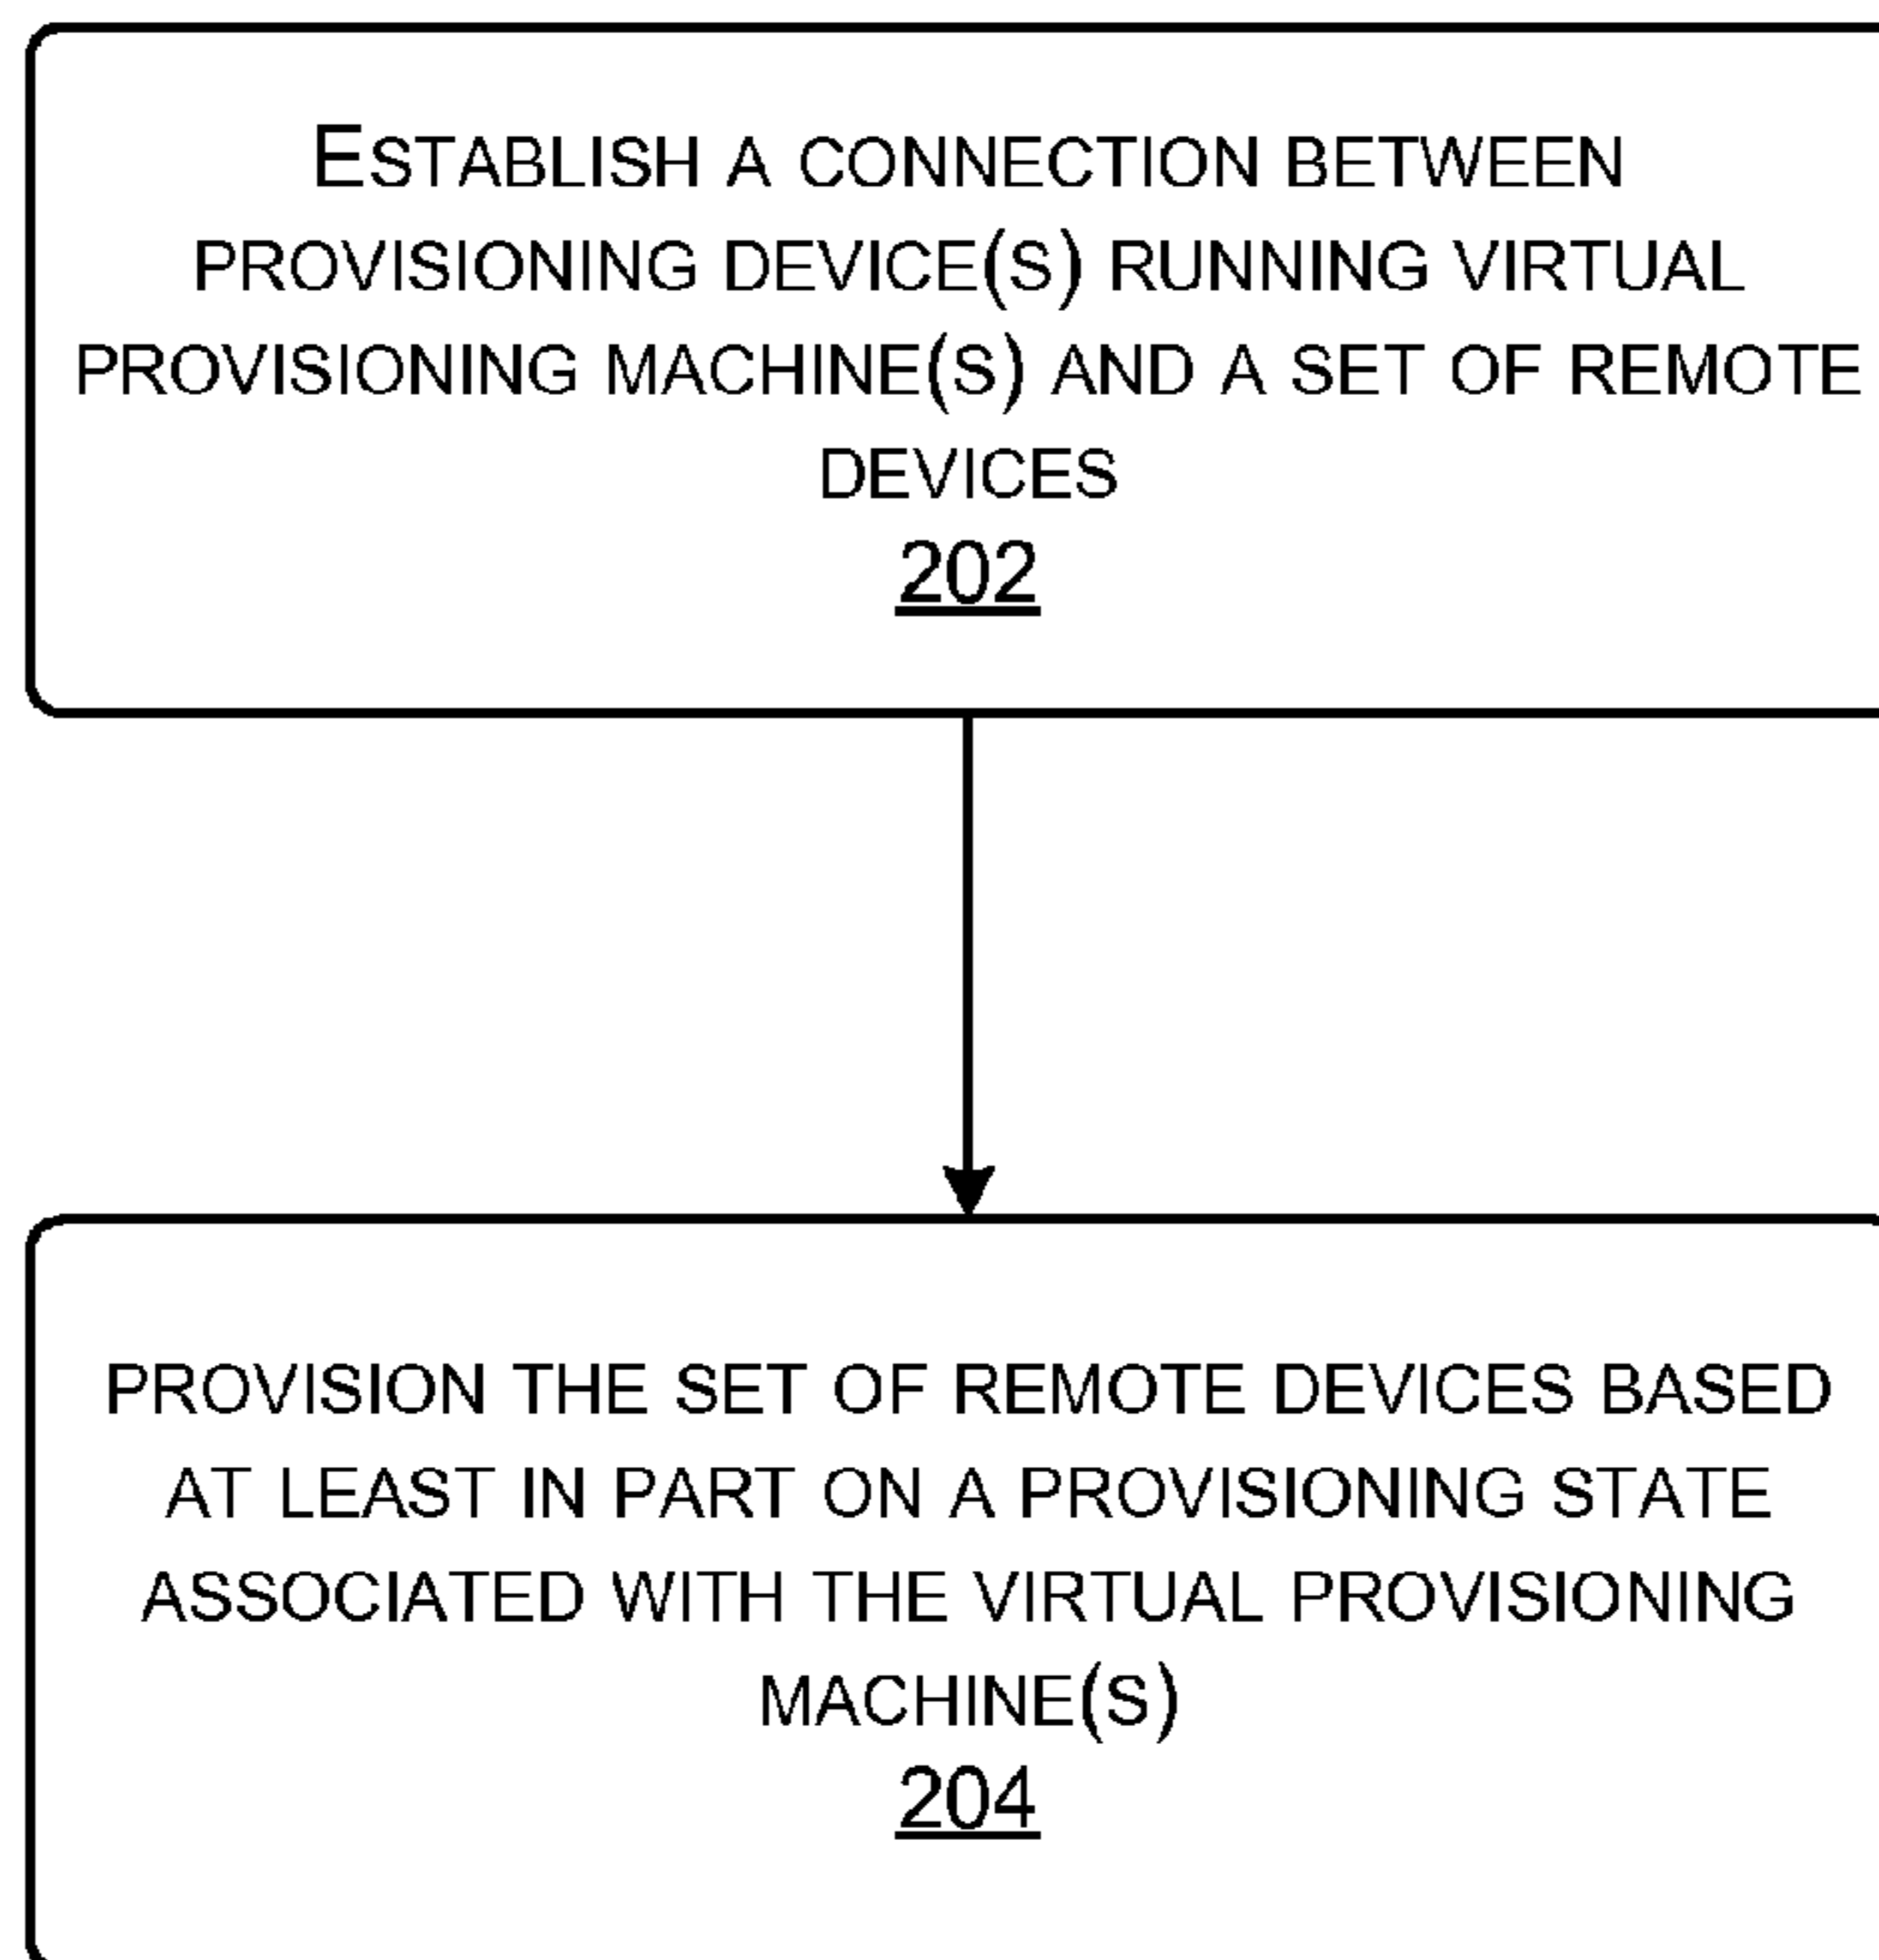 ESTABLISH A CONNECTION BETWEEN
PROVISIONING DEVICE(S) RUNNING VIRTUAL
PROVISIONING MACHINE(S) AND A SET OF REMOTE
DEVICES
202
PROVISION THE SET OF REMOTE DEVICES BASED
AT LEAST IN PART ON A PROVISIONING STATE
ASSOCIATED WITH THE VIRTUAL PROVISIONING
MACHINE(S)
204